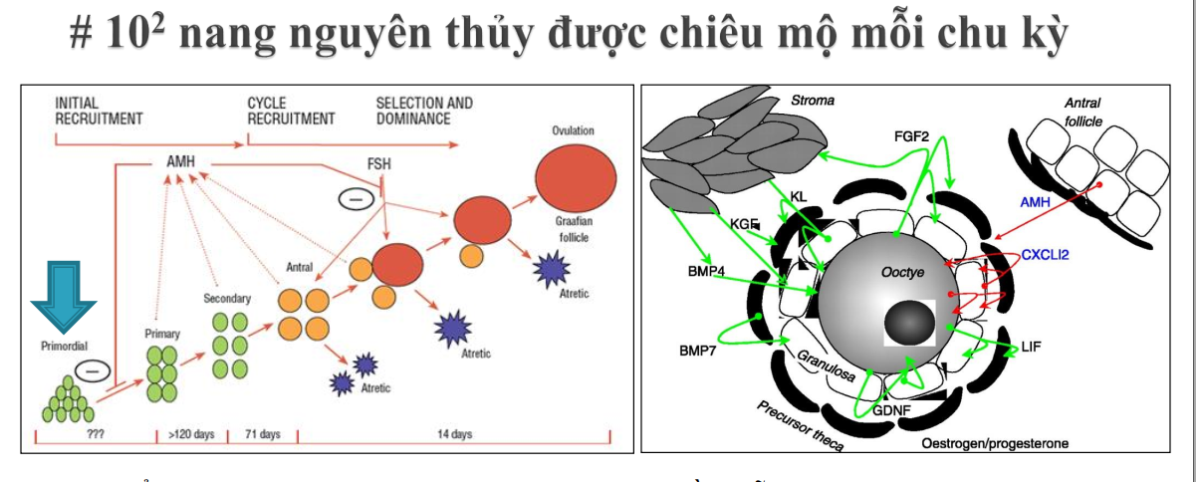 # 10² nang nguyên thủy được chiêu mộ mỗi chu kỳ
INITIAL
RECRUITMENT
CYCLE
RECRUITMENT
SELECTION AND
DOMINANCE
Ovulation
AMH
FSH
Graafian
follicle
Antral
Atretic
Secondary
Primordial
Primary
Atretic
Atretic
???
>120 days
71 days
14 days
Stroma
Antral
follicle
FGF2
KL
AMH
KGF
CXCLl2
BMP4
Ooctye
BMP7
LIF
Granulosa
GDNF
Precursor theca
Oestrogen/progesterone